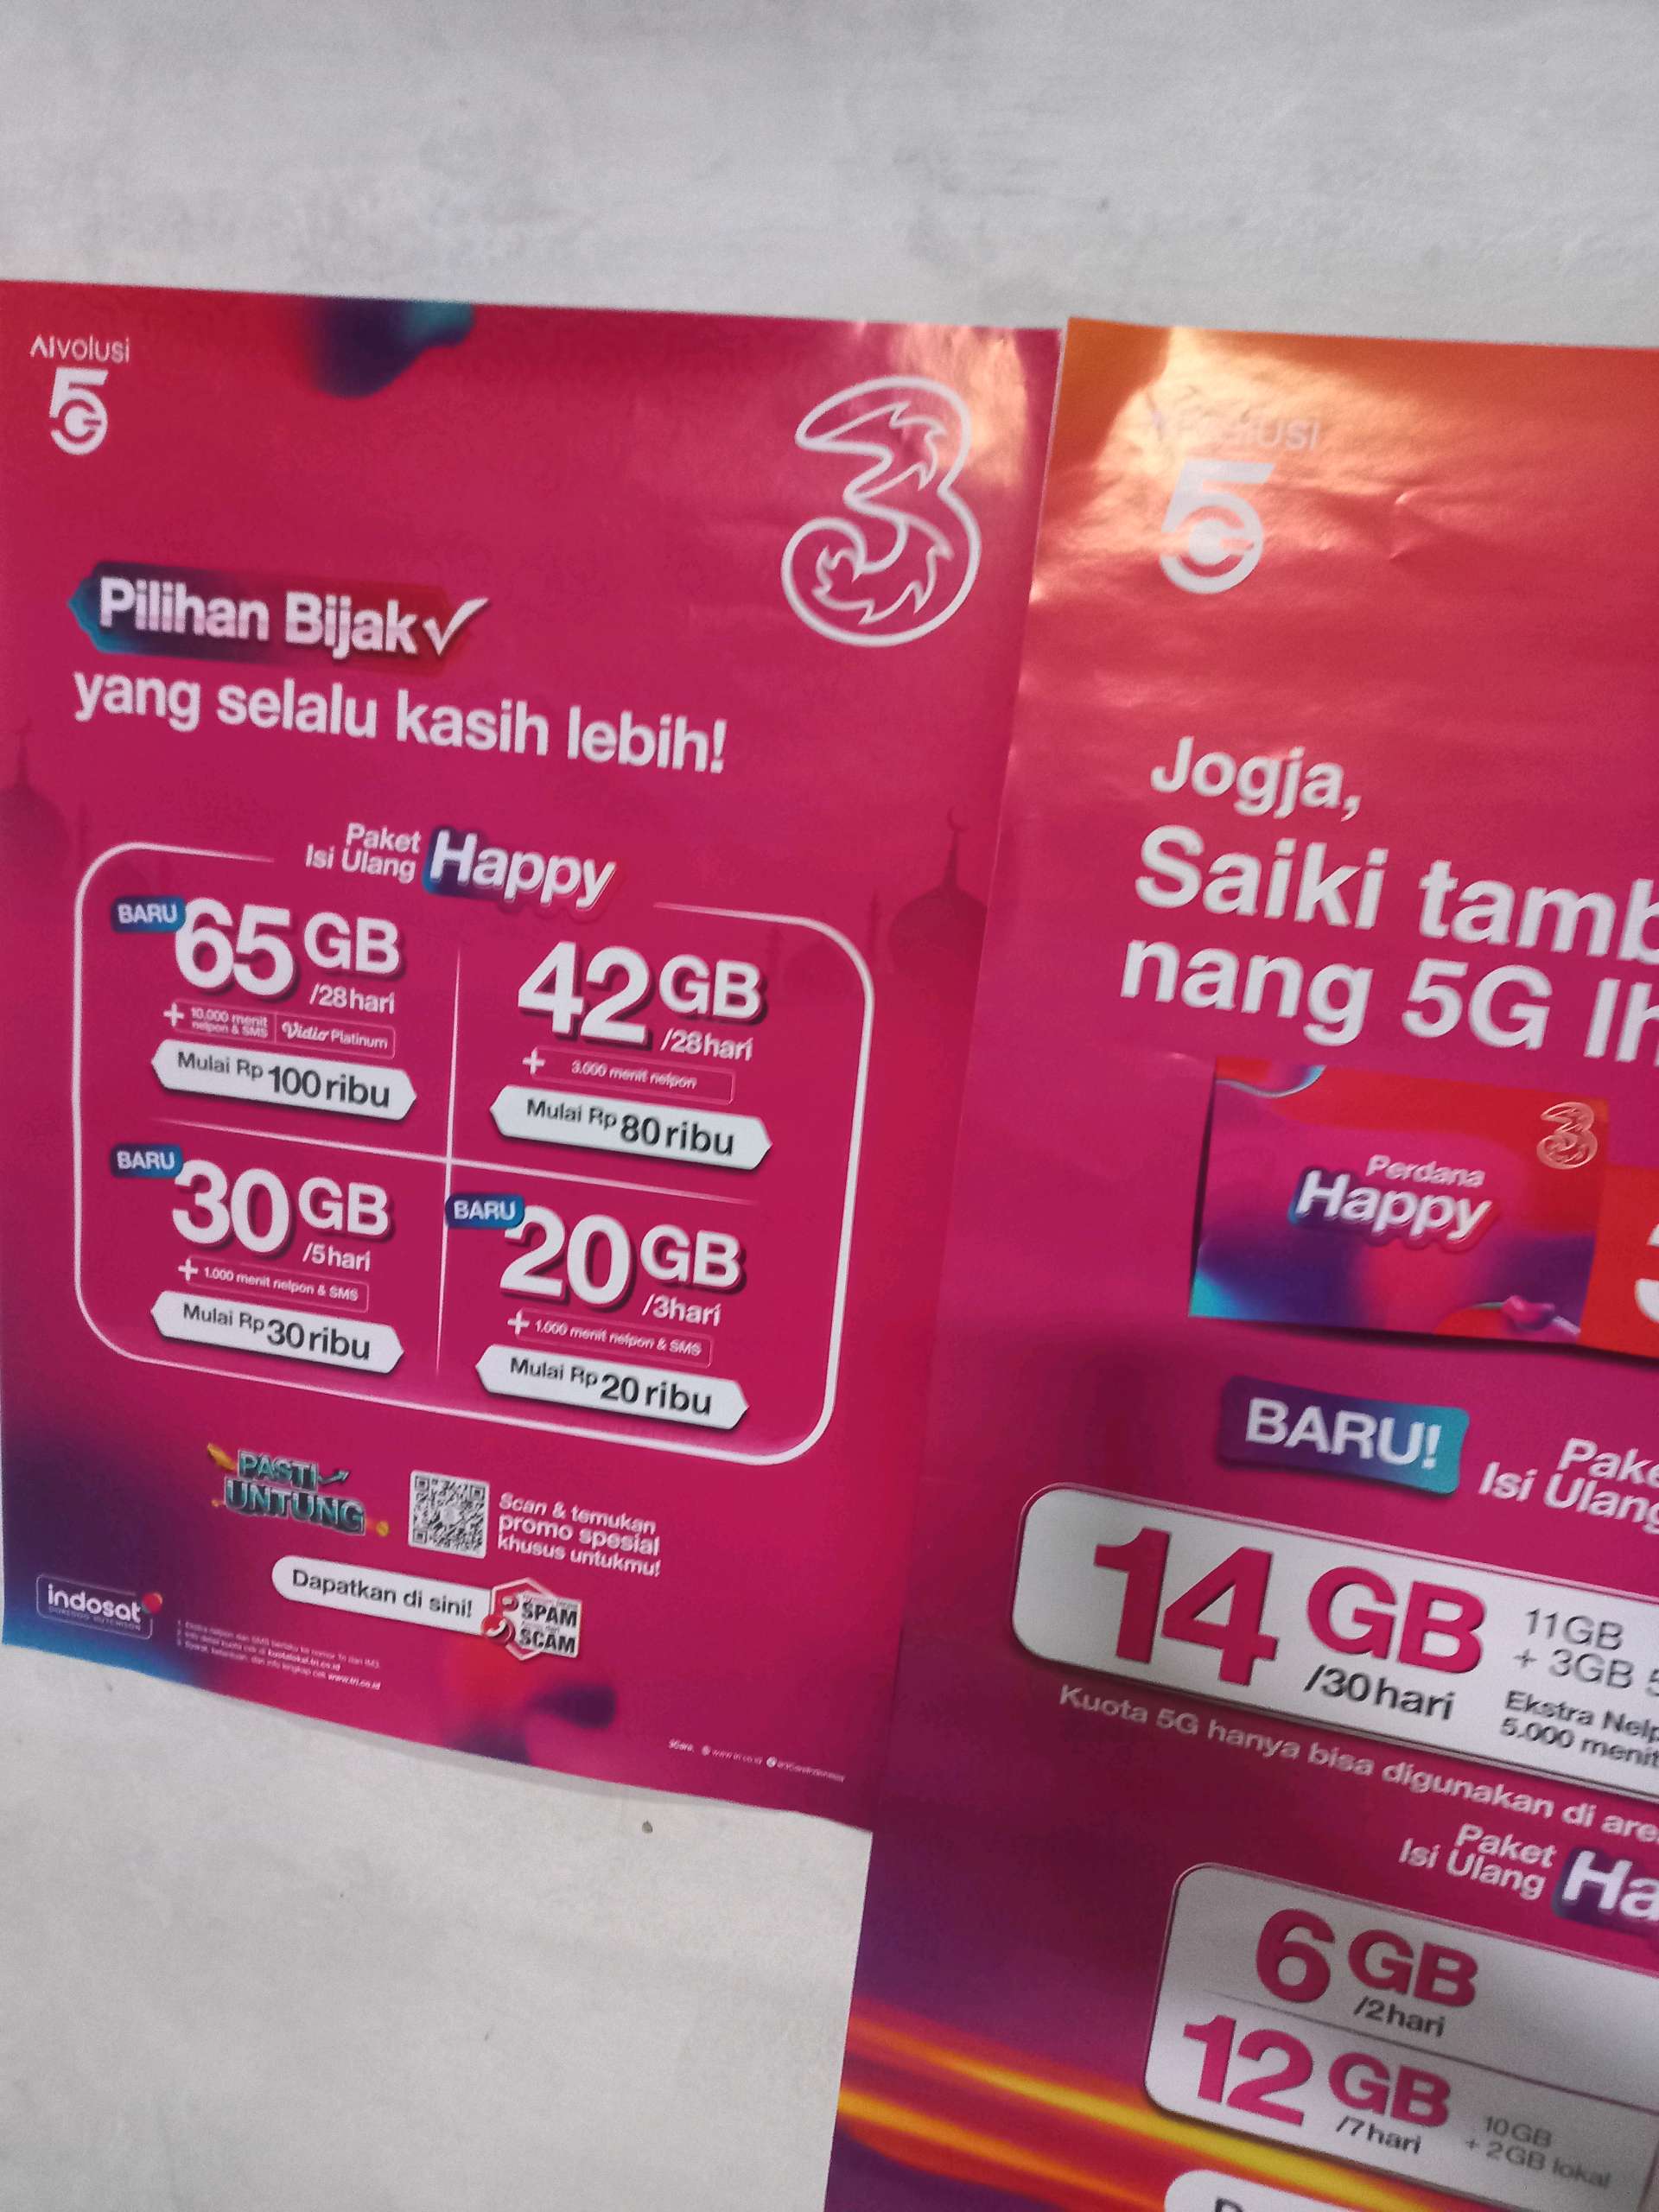 AIvolusi
5G
3
Pilihan Bijak
yang selalu kasih lebih!
Paket
Isi Ulang Happy
BARU
65 GB
/28hari
+ 10.000 menit
nelpon & SMS
Vidio Platinum
Mulai Rp 100 ribu
42 GB
/28hari
+ 3.000 menit nelpon
Mulai Rp 80 ribu
BARU
30 GB
/5hari
+ 1.000 menit nelpon & SMS
Mulai Rp 30 ribu
BARU
20 GB
/3hari
+ 1.000 menit nelpon & SMS
Mulai Rp 20 ribu
PASTI
UNTUNG
Scan & temukan
promo spesial
khusus untukmu!
Dapatkan di sini!
SPAM
SCAM
indosat
OOREDOO HUTCHISON
5G
Jogja,
Saiki tamb
nang 5G lh
3
Perdana
Happy
BARU!
Pake
Isi Ulang
14 GB
/30hari
11GB
+ 3GB 5
Ekstra Nelp
5.000 menit
Kuota 5G hanya bisa digunakan di are
Paket
Isi Ulang Ha
6 GB
/2hari
12 GB
/7hari
10GB
+ 2GB lokal